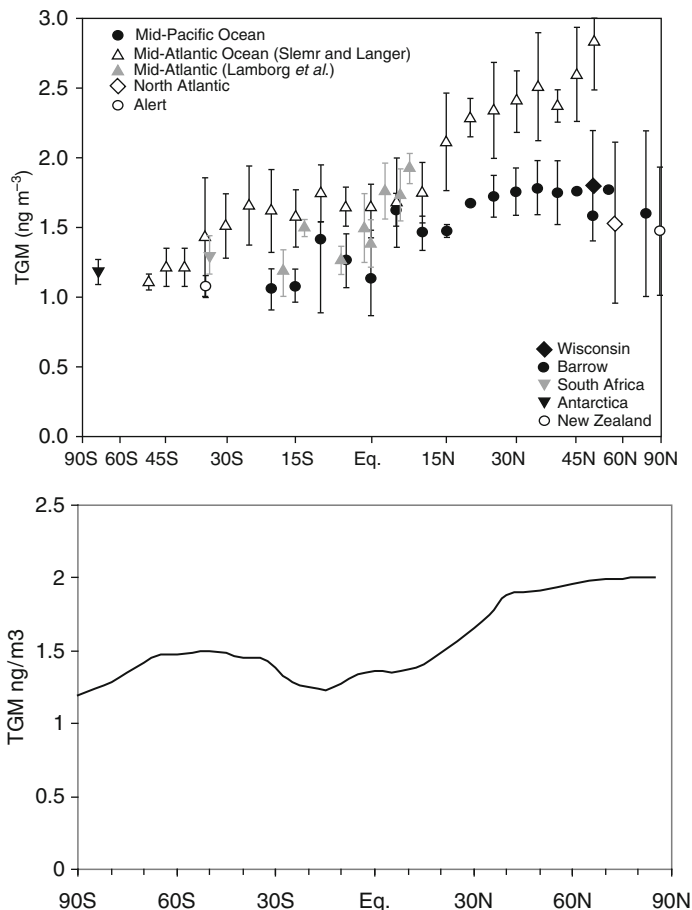 3.0
2.5
2.0
1.5
1.0
0.5
0.0
TGM (ng m⁻³)
Mid-Pacific Ocean
Mid-Atlantic Ocean (Slemr and Langer)
Mid-Atlantic (Lamborg et al.)
North Atlantic
Alert
Wisconsin
Barrow
South Africa
Antarctica
New Zealand
90S 60S 45S 30S 15S Eq. 15N 30N 45N 60N 90N
2.5
2
1.5
1
0.5
0
TGM ng/m3
90S 60S 30S Eq. 30N 60N 90N